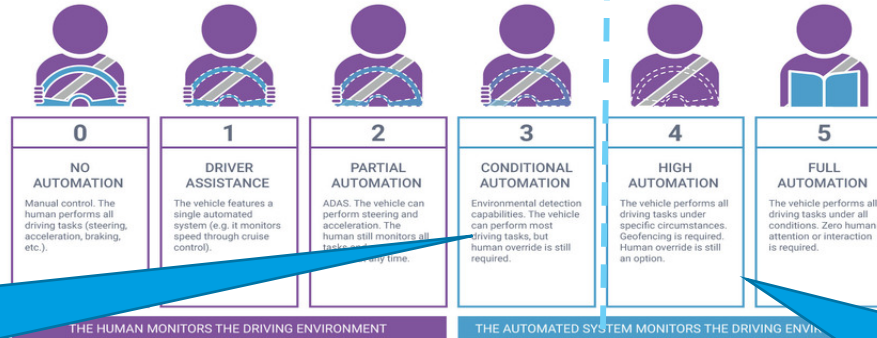 0
NO
AUTOMATION
Manual control. The
human performs all
driving tasks (steering,
acceleration, braking,
etc.).
1
DRIVER
ASSISTANCE
The vehicle features a
single automated
system (e.g. it monitors
speed through cruise
control).
2
PARTIAL
AUTOMATION
ADAS. The vehicle can
perform steering and
acceleration. The
human still monitors all
tasks
any time.
3
CONDITIONAL
AUTOMATION
Environmental detection
capabilities. The vehicle
can perform most
driving tasks, but
human override is still
required.
4
HIGH
AUTOMATION
The vehicle performs all
driving tasks under
specific circumstances.
Geofencing is required.
Human override is still
an option.
5
FULL
AUTOMATION
The vehicle performs all
driving tasks under all
conditions. Zero human
attention or interaction
is required.
THE HUMAN MONITORS THE DRIVING ENVIRONMENT
THE AUTOMATED SYSTEM MONITORS THE DRIVING